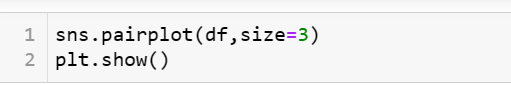 1 sns.pairplot(df,size=3)
2 plt.show()